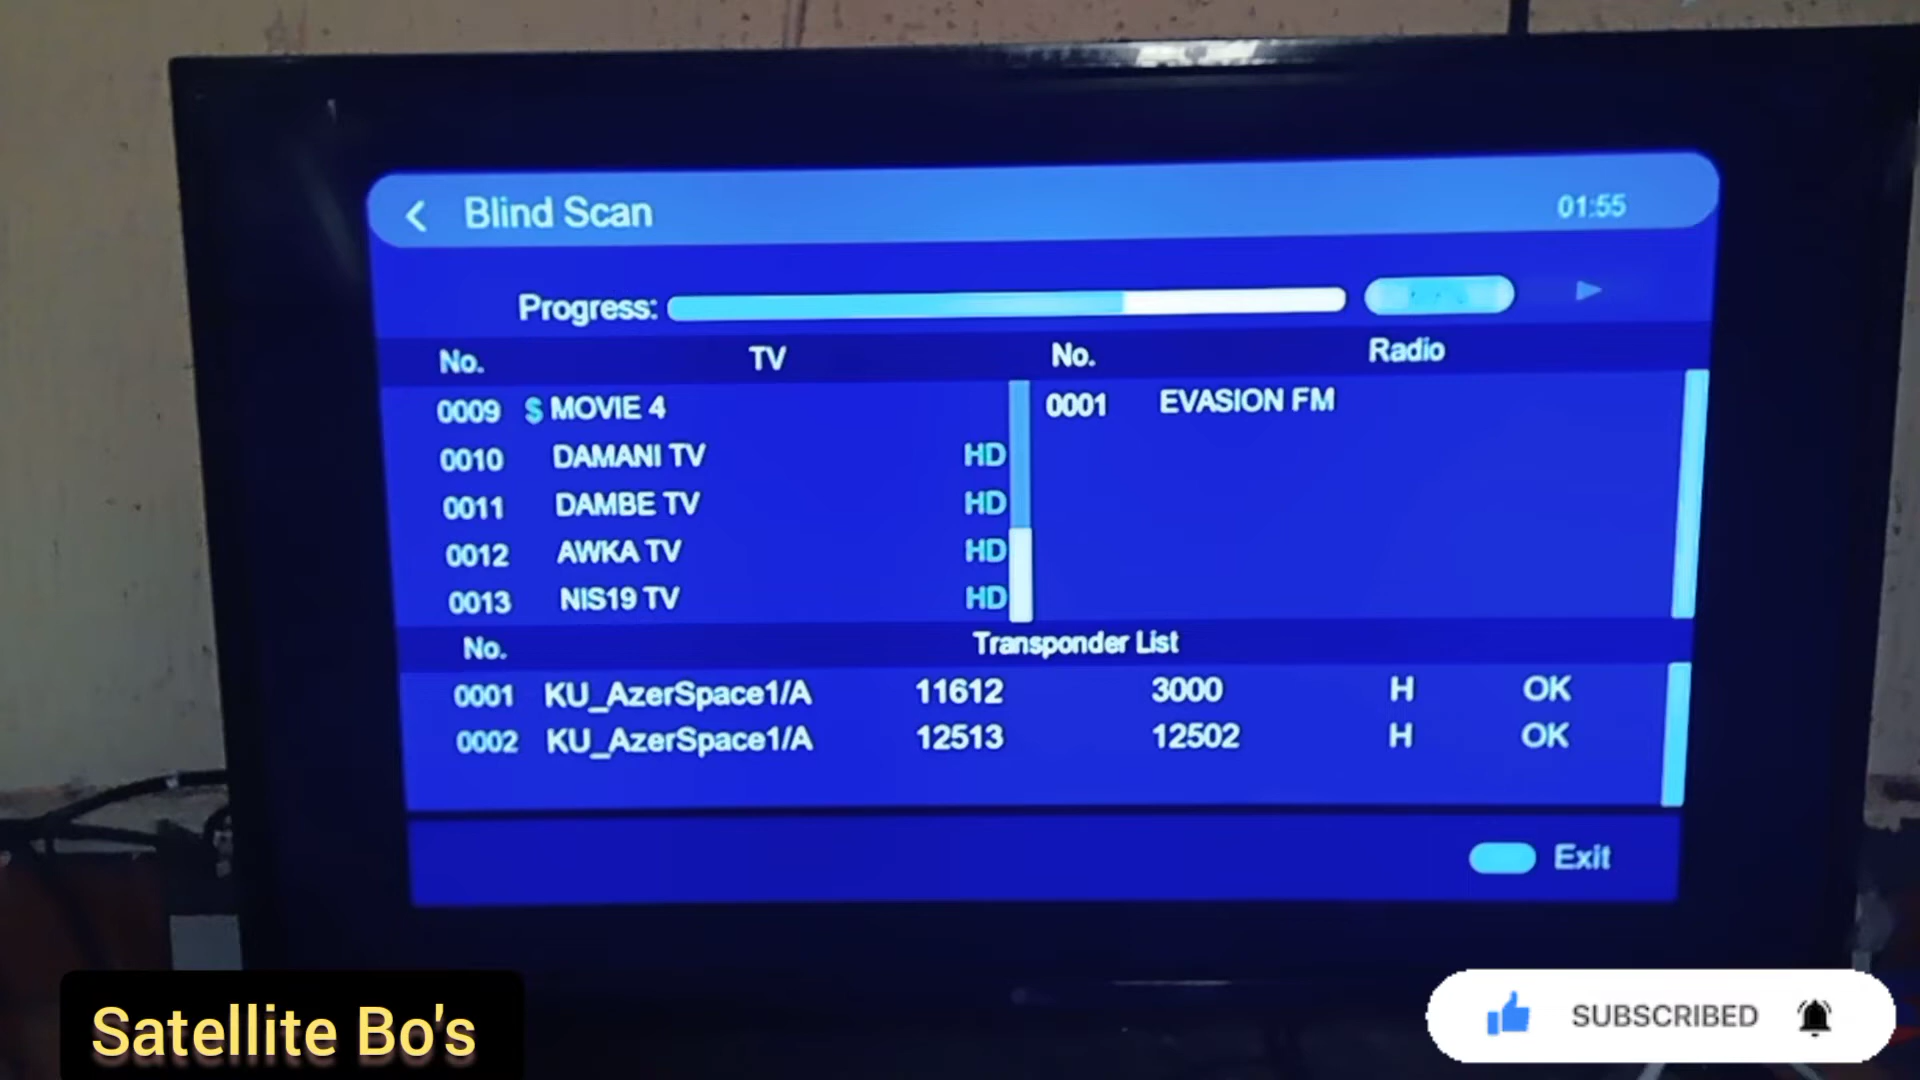 Blind Scan 01:55
Progress:
No. TV No. Radio
0009 $ MOVIE 4 0001 EVASION FM
0010 DAMANI TV HD
0011 DAMBE TV HD
0012 AWKA TV HD
0013 NIS19 TV HD
No. Transponder List
0001 KU_AzerSpace1/A 11612 3000 H OK
0002 KU_AzerSpace1/A 12513 12502 H OK
Exit
Satellite Bo's
SUBSCRIBED